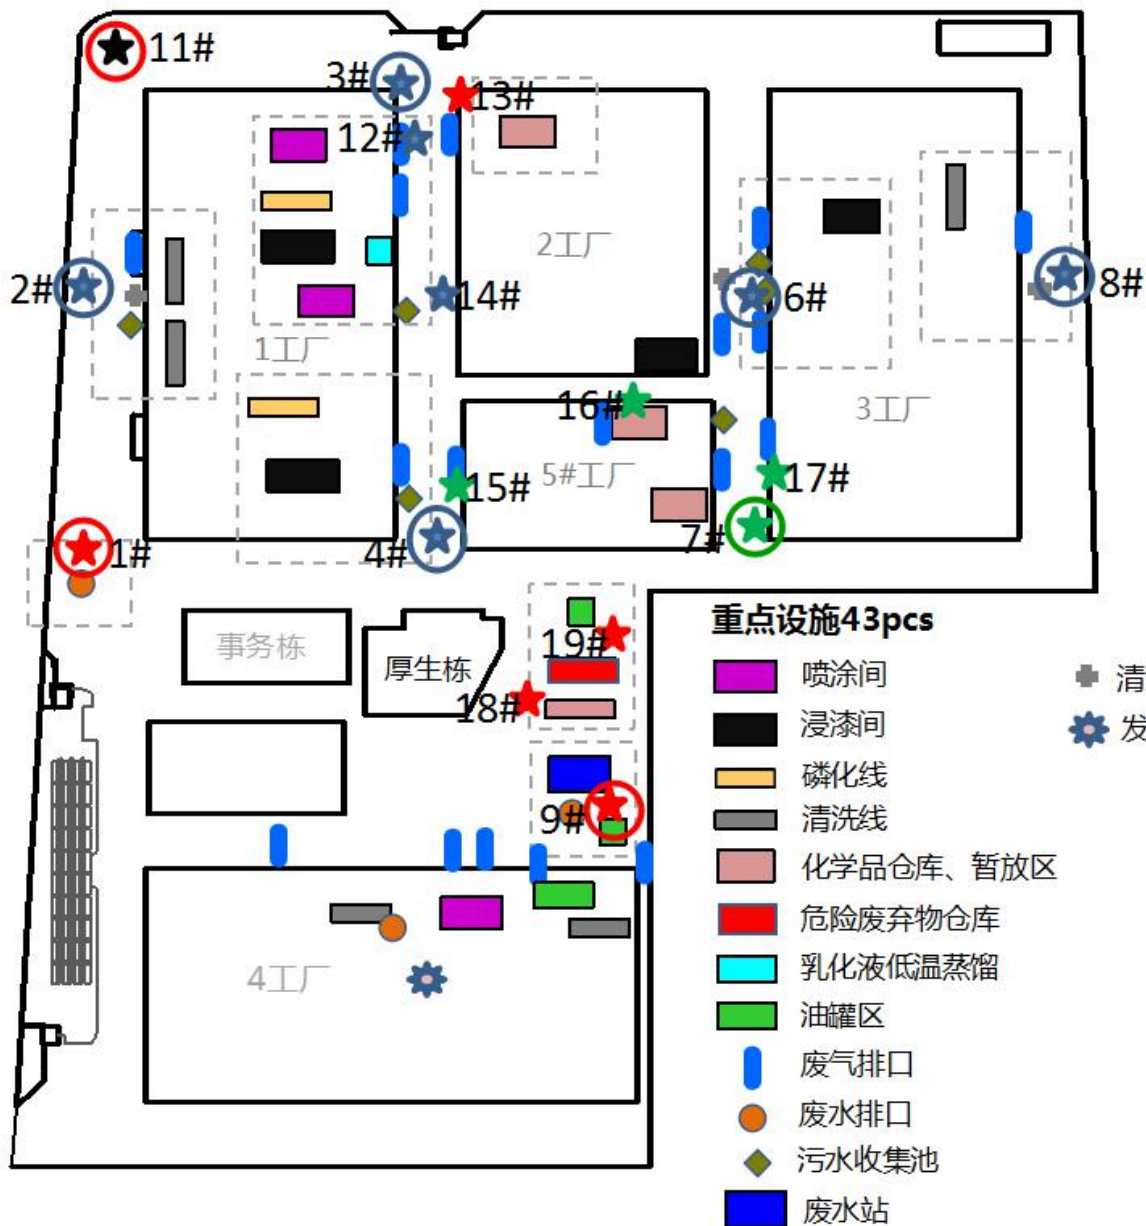 11#
3#
13#
12#
2工厂
2#
14#
6#
8#
1工厂
16#
3工厂
5#工厂
15#
17#
4#
7#
1#
重点设施43pcs
事务栋
厚生栋
19#
18#
9#
4工厂
喷涂间
清
浸漆间
发
磷化线
清洗线
化学品仓库、暂放区
危险废弃物仓库
乳化液低温蒸馏
油罐区
废气排口
废水排口
污水收集池
废水站